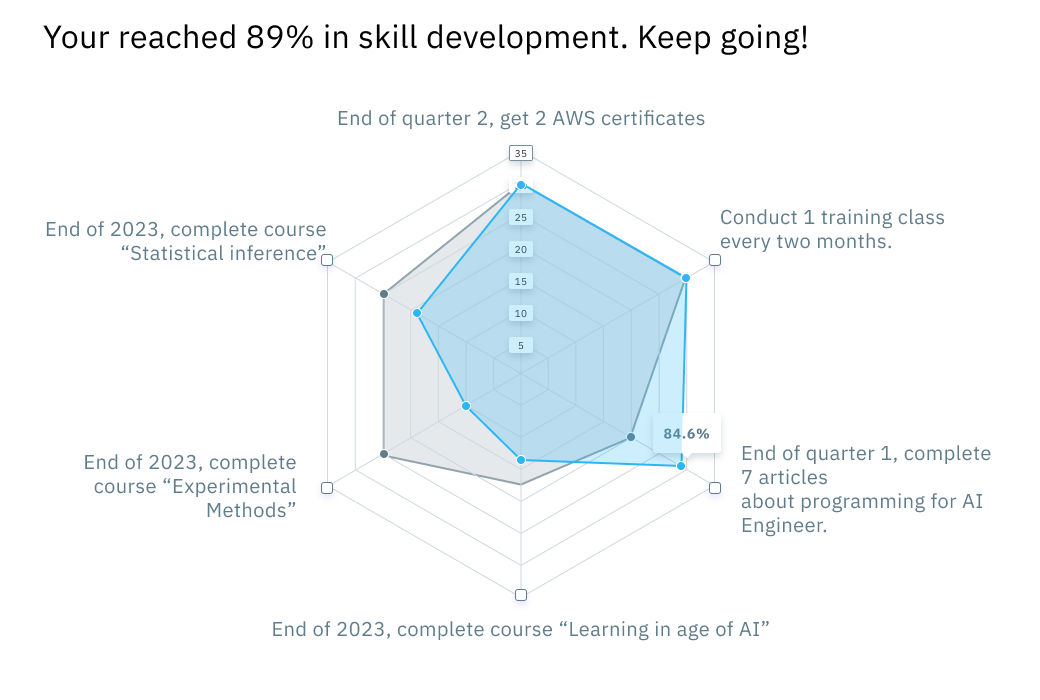 Your reached 89% in skill development. Keep going!
End of quarter 2, get 2 AWS certificates
35
25
20
15
10
5
End of 2023, complete course
“Statistical inference”
Conduct 1 training class
every two months.
84.6%
End of quarter 1, complete
7 articles
about programming for AI
Engineer.
End of 2023, complete
course “Experimental
Methods”
End of 2023, complete course “Learning in age of AI”